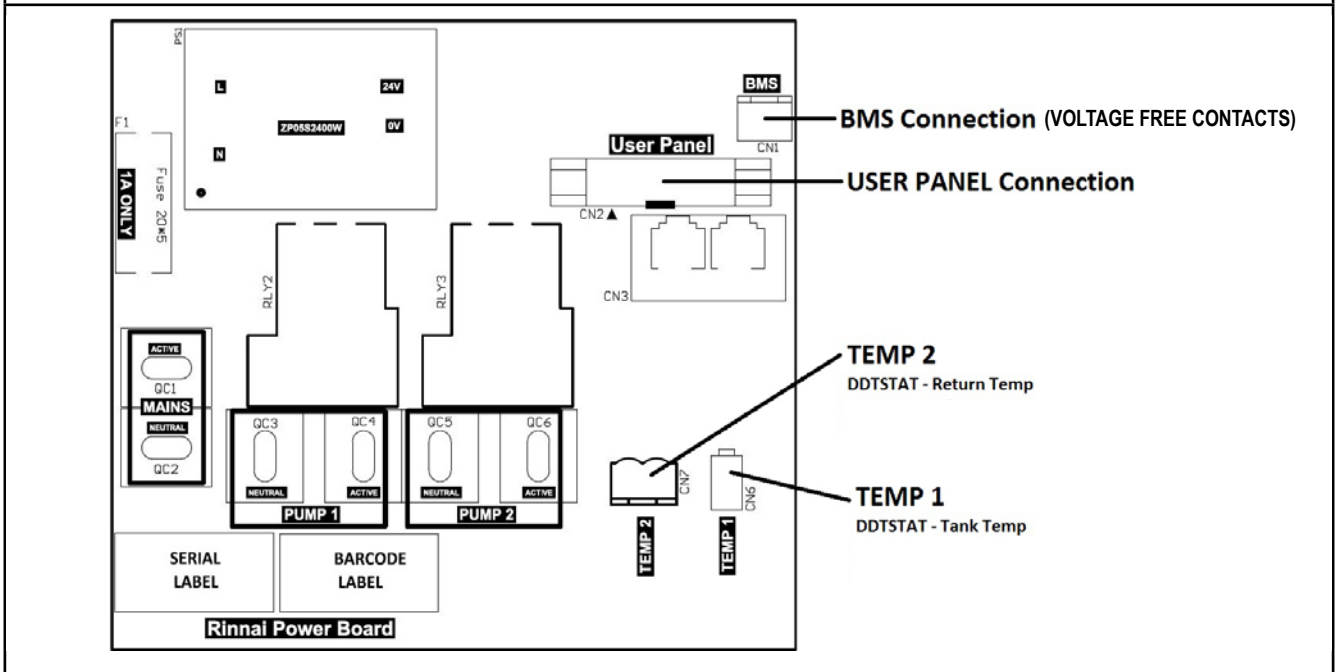 PS1
L
24V
ZP05S2400W
0V
N
F1
Fuse 20*5
1A ONLY
BMS
CN1
BMS Connection (VOLTAGE FREE CONTACTS)
User Panel
USER PANEL Connection
CN2▲
CN3
RLY2
RLY3
ACTIVE
QC1
MAINS
NEUTRAL
QC2
QC3
QC4
QC5
QC6
NEUTRAL
ACTIVE
NEUTRAL
ACTIVE
PUMP 1
PUMP 2
TEMP 2
DDTSTAT - Return Temp
CN7
CN6
TEMP 1
DDTSTAT - Tank Temp
TEMP 2
TEMP 1
SERIAL
LABEL
BARCODE
LABEL
Rinnai Power Board